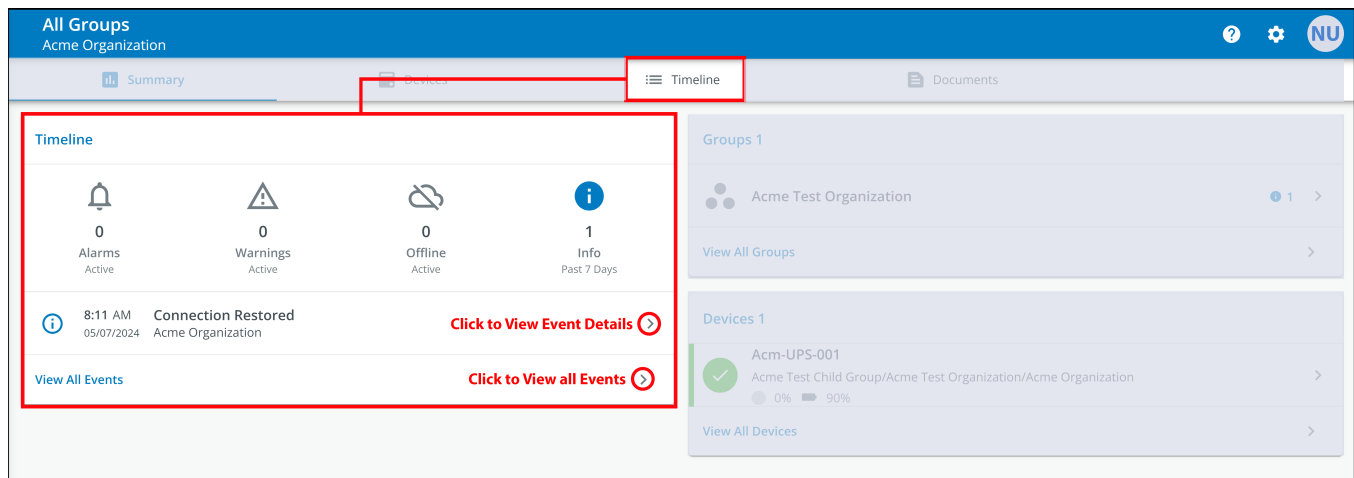 All Groups
Acme Organization
NU
Summary
Devices
Timeline
Documents
Timeline
0
Alarms
Active
0
Warnings
Active
0
Offline
Active
1
Info
Past 7 Days
8:11 AM
05/07/2024
Connection Restored
Acme Organization
Click to View Event Details
View All Events
Click to View all Events
Groups 1
Acme Test Organization
1
View All Groups
Devices 1
Acm-UPS-001
Acme Test Child Group/Acme Test Organization/Acme Organization
0% 90%
View All Devices